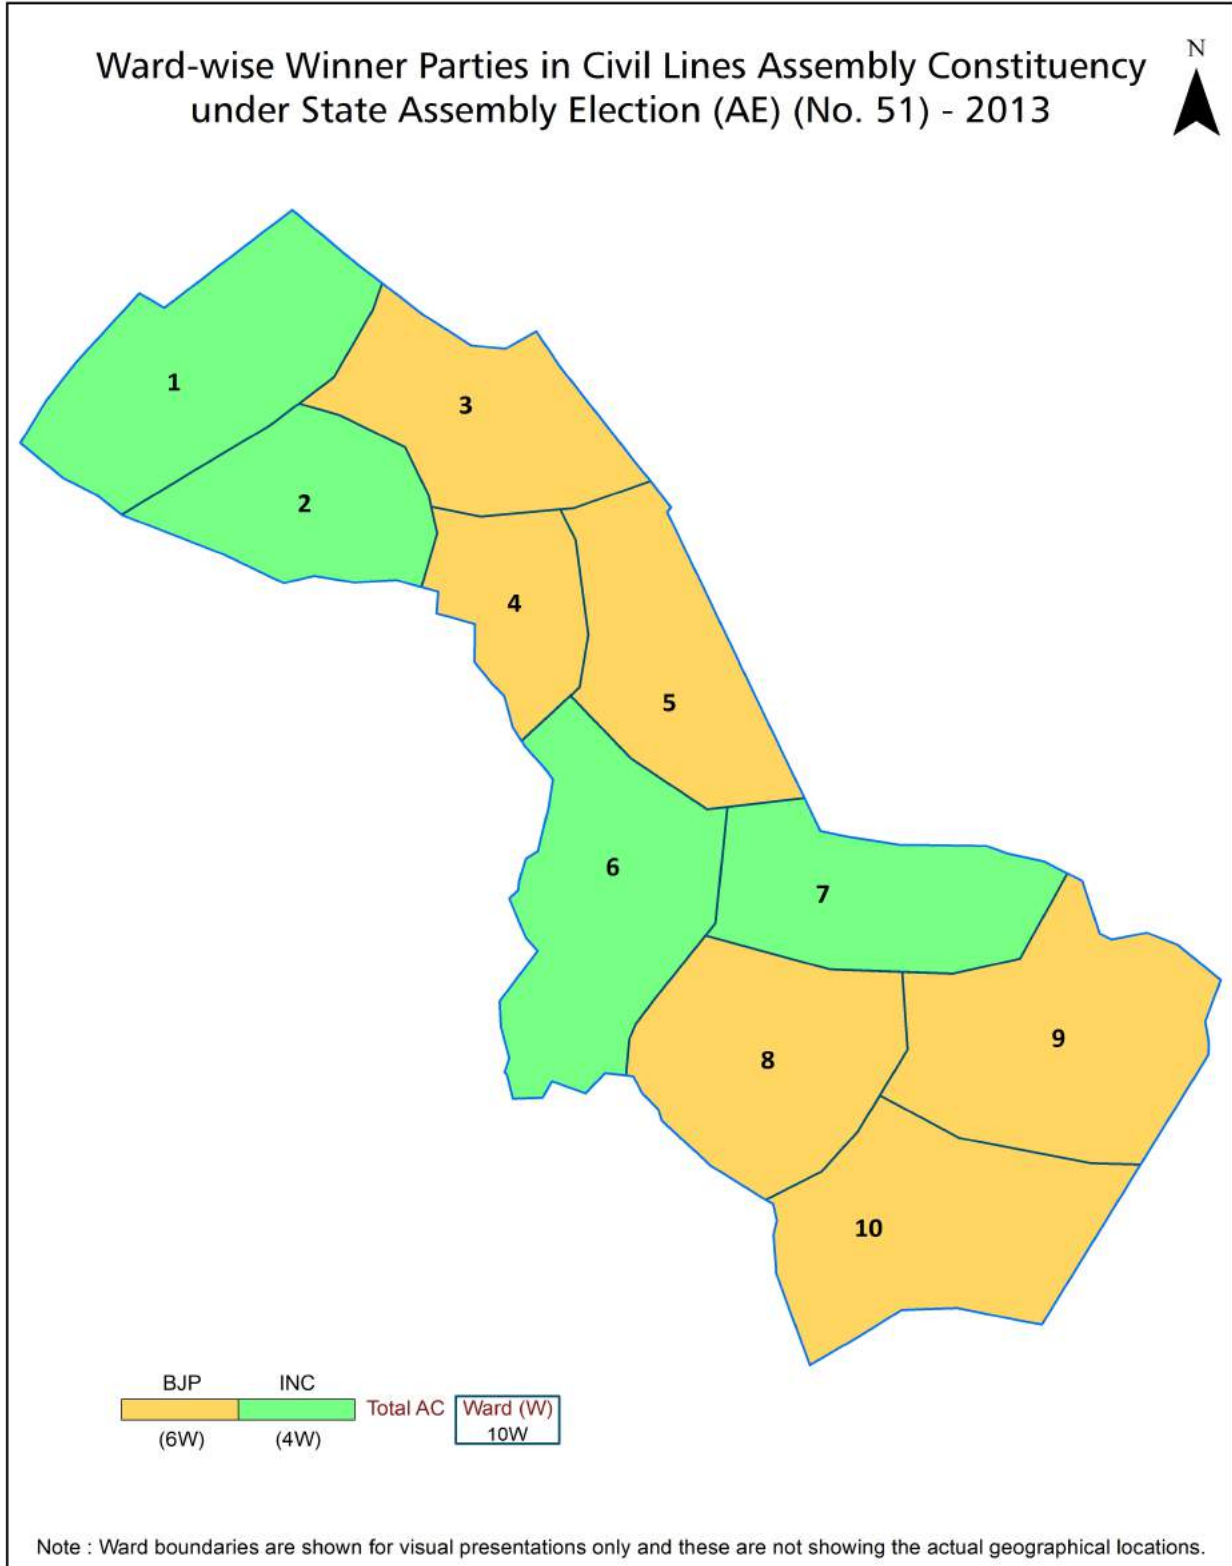 Ward-wise Winner Parties in Civil Lines Assembly Constituency
under State Assembly Election (AE) (No. 51) - 2013
N
1
3
2
4
5
6
7
8
9
10
BJP INC
Total AC Ward (W)
10W
(6W) (4W)
Note : Ward boundaries are shown for visual presentations only and these are not showing the actual geographical locations.